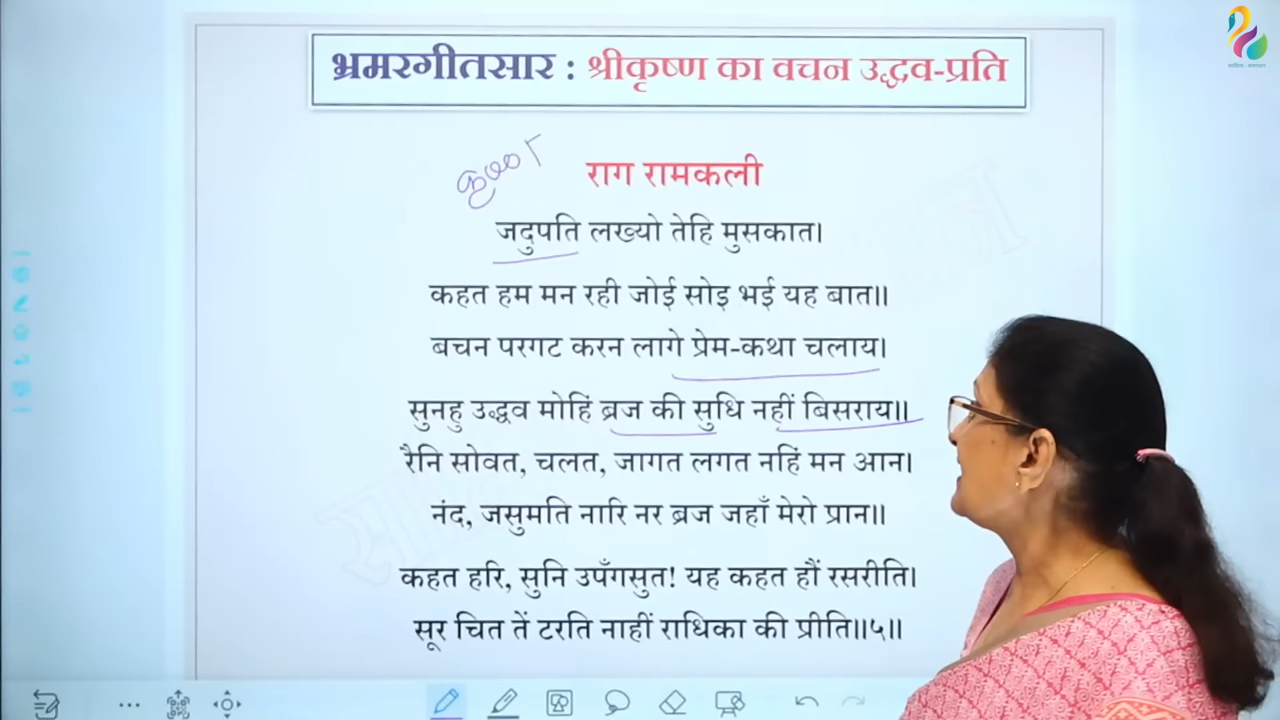 भ्रमरगीतसार : श्रीकृष्ण का वचन उद्धव-प्रति
राग रामकली
जदुपति लख्यो तेहि मुसकात।
कहत हम मन रही जोई सोइ भई यह बात॥
बचन परगट करन लागे प्रेम-कथा चलाय।
सुनहु उद्धव मोहिं ब्रज की सुधि नहीं बिसराय॥
रैनि सोवत, चलत, जागत लगत नहिं मन आन।
नंद, जसुमति नारि नर ब्रज जहाँ मेरो प्रान॥
कहत हरि, सुनि उपँगसुत! यह कहत हौं रसरीति।
सूर चित तें टरति नाहीं राधिका की प्रीति॥५॥